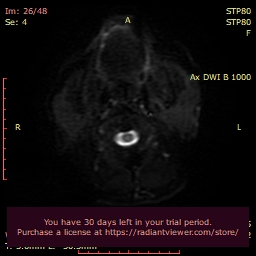 Im: 26/48
Se: 4
A
STP80
STP80
F
Ax DWI B 1000
R
L
You have 30 days left in your trial period.
Purchase a license at https://radiantviewer.com/store/